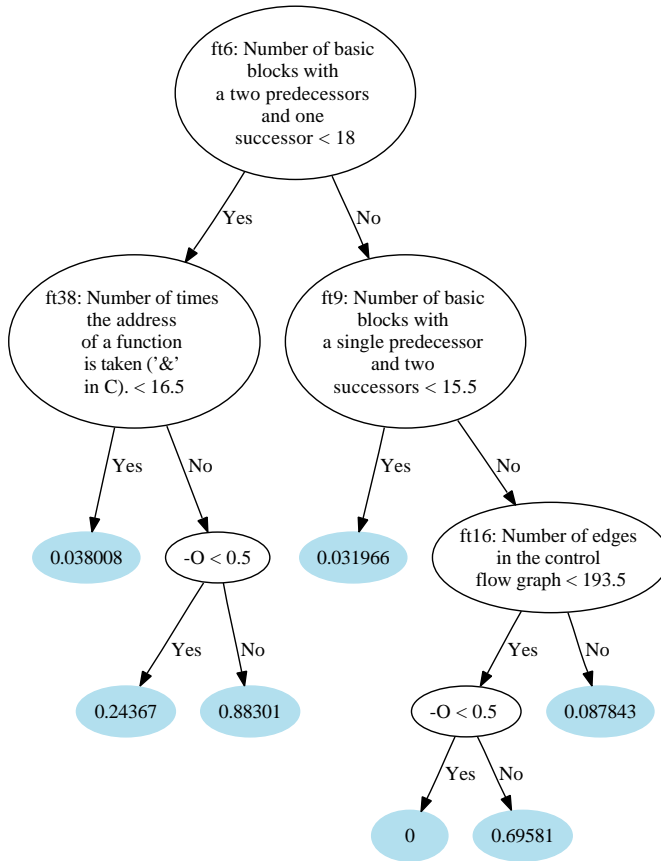 ft6: Number of basic
blocks with
a two predecessors
and one
successor < 18
Yes
No
ft38: Number of times
the address
of a function
is taken ('&'
in C). < 16.5
ft9: Number of basic
blocks with
a single predecessor
and two
successors < 15.5
Yes
No
Yes
No
0.038008
-O < 0.5
0.031966
ft16: Number of edges
in the control
flow graph < 193.5
Yes
No
Yes
No
0.24367
0.88301
-O < 0.5
0.087843
Yes
No
0
0.69581